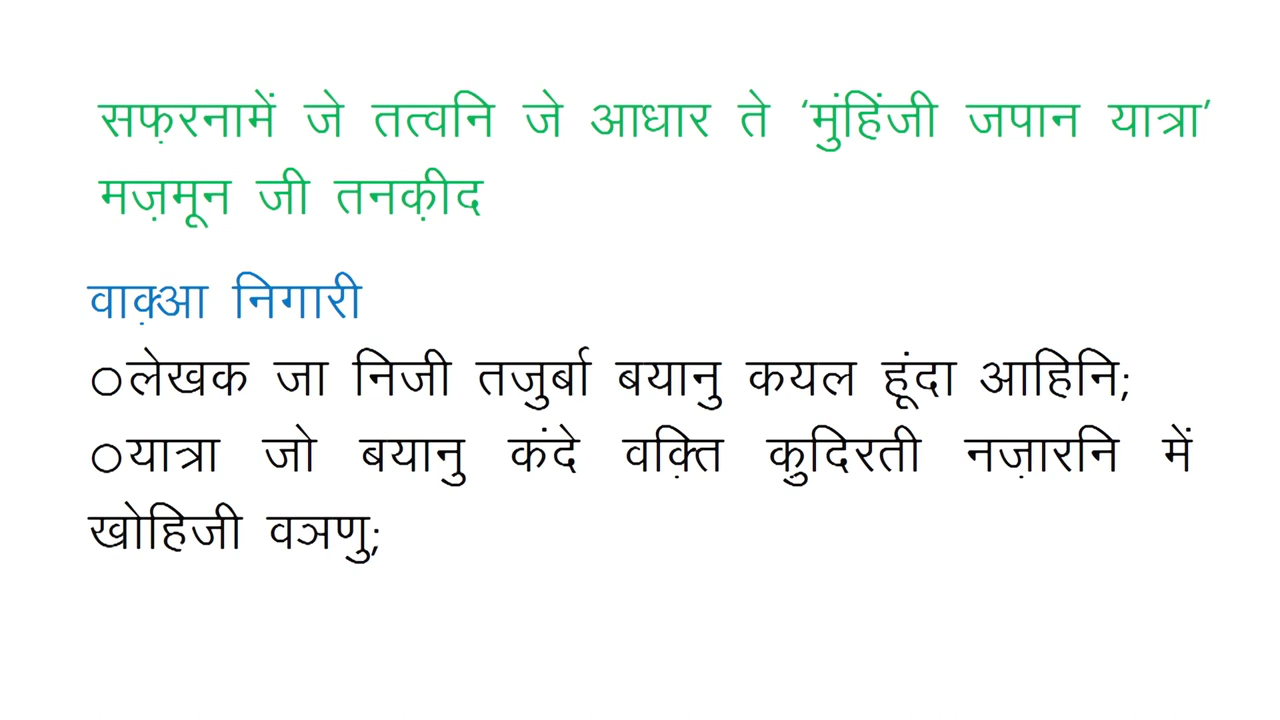 सफ़रनामें जे तत्वनि जे आधार ते ‘मुंहिंजी जपान यात्रा’
मज़मून जी तनक़ीद
वाक़्आ निगारी
○लेखक जा निजी तजुर्बा बयानु कयल हूंदा आहिनि;
○यात्रा जो बयानु कंदे वक़्ति क़ुदिरती नज़ारनि में
खोहिजी वञणु;